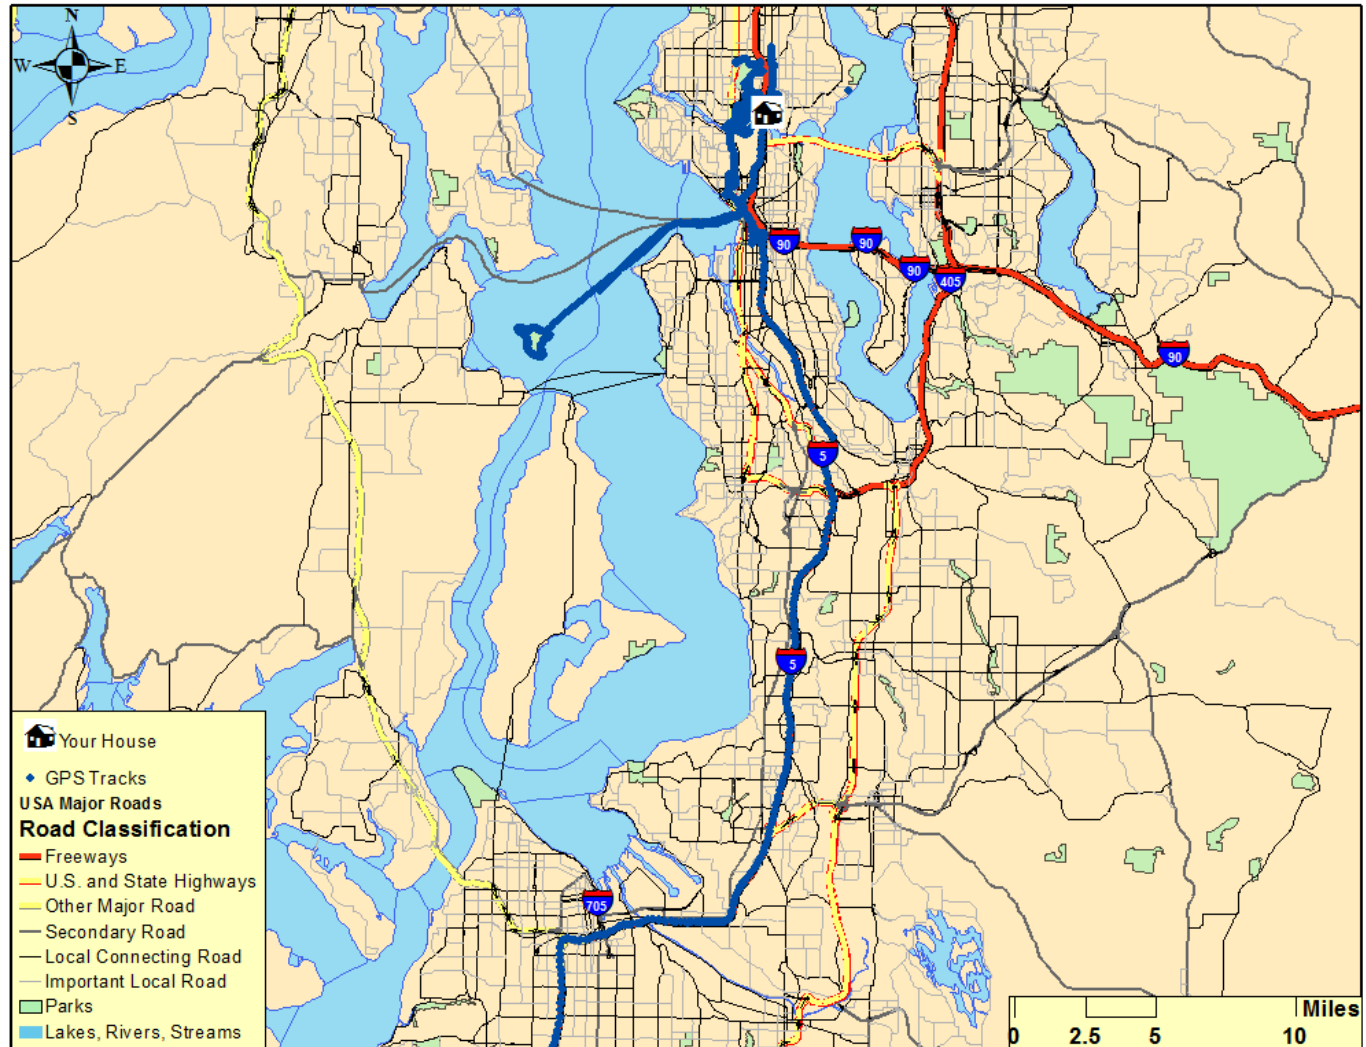 N
W E
S
90
90
90
405
90
5
5
705
Your House
GPS Tracks
USA Major Roads
Road Classification
Freeways
U.S. and State Highways
Other Major Road
Secondary Road
Local Connecting Road
Important Local Road
Parks
Lakes, Rivers, Streams
Miles
0 2.5 5 10